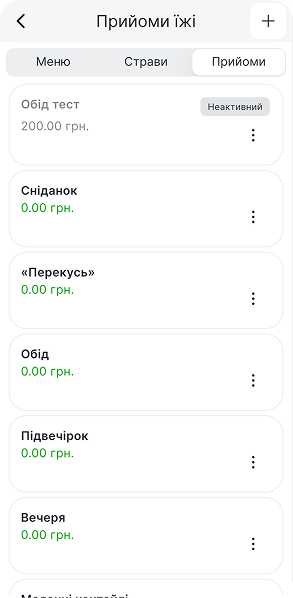 Прийоми їжі
Меню Страви Прийоми
Обід тест Неактивний
200.00 грн.
Сніданок
0.00 грн.
«Перекусь»
0.00 грн.
Обід
0.00 грн.
Підвечірок
0.00 грн.
Вечеря
0.00 грн.